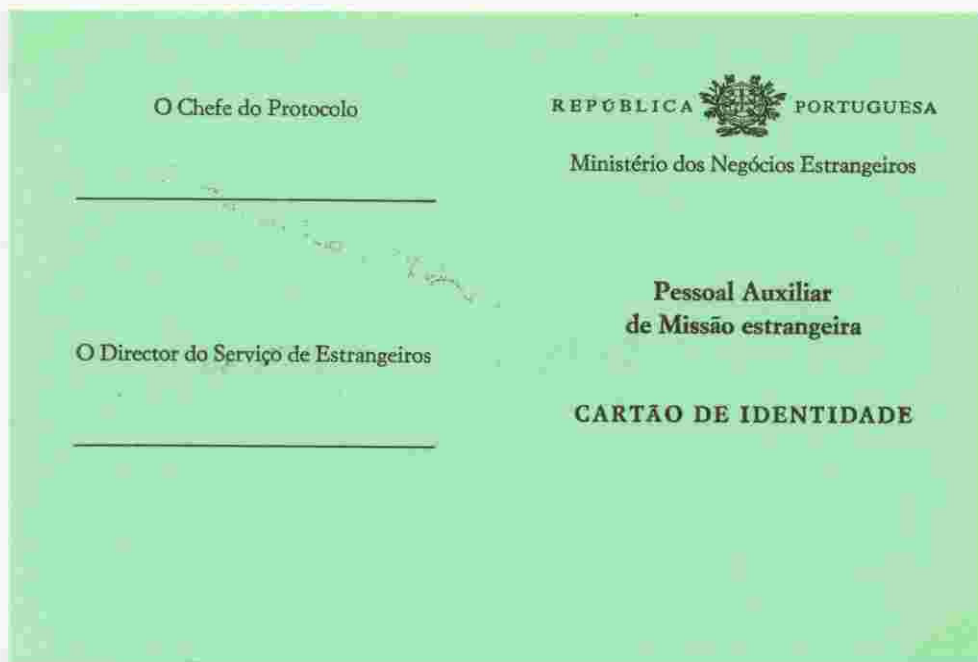 O Chefe do Protocolo
O Director do Serviço de Estrangeiros
REPÚBLICA PORTUGUESA
Ministério dos Negócios Estrangeiros
Pessoal Auxiliar
de Missão estrangeira
CARTÃO DE IDENTIDADE